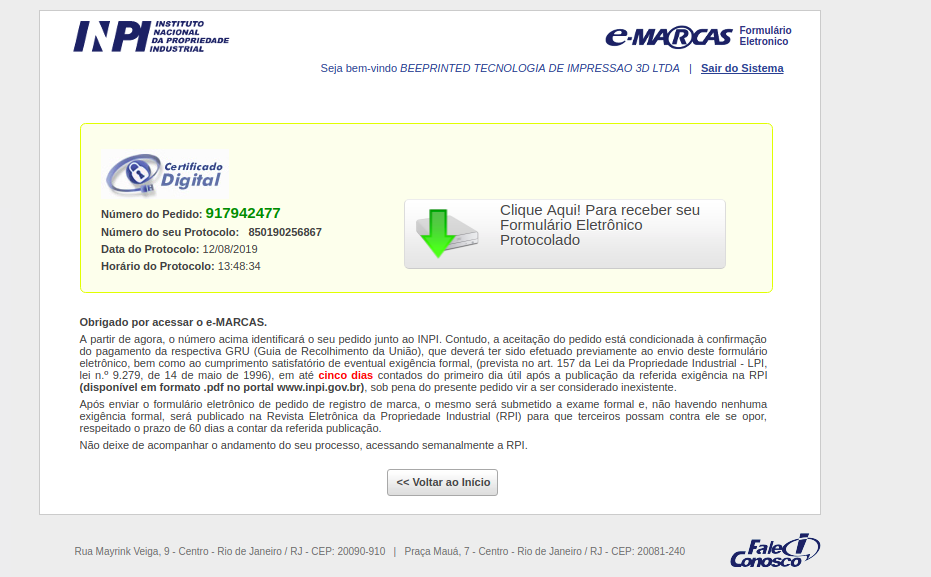 INPI INSTITUTO
NACIONAL
DA PROPRIEDADE
INDUSTRIAL
e-MARCAS Formulário
Eletronico
Seja bem-vindo BEEPRINTED TECNOLOGIA DE IMPRESSAO 3D LTDA | Sair do Sistema
Certificado
Digital
Número do Pedido: 917942477
Número do seu Protocolo: 850190256867
Data do Protocolo: 12/08/2019
Horário do Protocolo: 13:48:34
Clique Aqui! Para receber seu
Formulário Eletrônico
Protocolado
Obrigado por acessar o e-MARCAS.
A partir de agora, o número acima identificará o seu pedido junto ao INPI. Contudo, a aceitação do pedido está condicionada à confirmação
do pagamento da respectiva GRU (Guia de Recolhimento da União), que deverá ter sido efetuado previamente ao envio deste formulário
eletrônico, bem como ao cumprimento satisfatório de eventual exigência formal, (prevista no art. 157 da Lei da Propriedade Industrial - LPI,
lei n.º 9.279, de 14 de maio de 1996), em até cinco dias contados do primeiro dia útil após a publicação da referida exigência na RPI
(disponível em formato .pdf no portal www.inpi.gov.br), sob pena do presente pedido vir a ser considerado inexistente.
Após enviar o formulário eletrônico de pedido de registro de marca, o mesmo será submetido a exame formal e, não havendo nenhuma
exigência formal, será publicado na Revista Eletrônica da Propriedade Industrial (RPI) para que terceiros possam contra ele se opor,
respeitado o prazo de 60 dias a contar da referida publicação.
Não deixe de acompanhar o andamento do seu processo, acessando semanalmente a RPI.
<< Voltar ao Início
Rua Mayrink Veiga, 9 - Centro - Rio de Janeiro / RJ - CEP: 20090-910 | Praça Mauá, 7 - Centro - Rio de Janeiro / RJ - CEP: 20081-240
Fale
Conosco